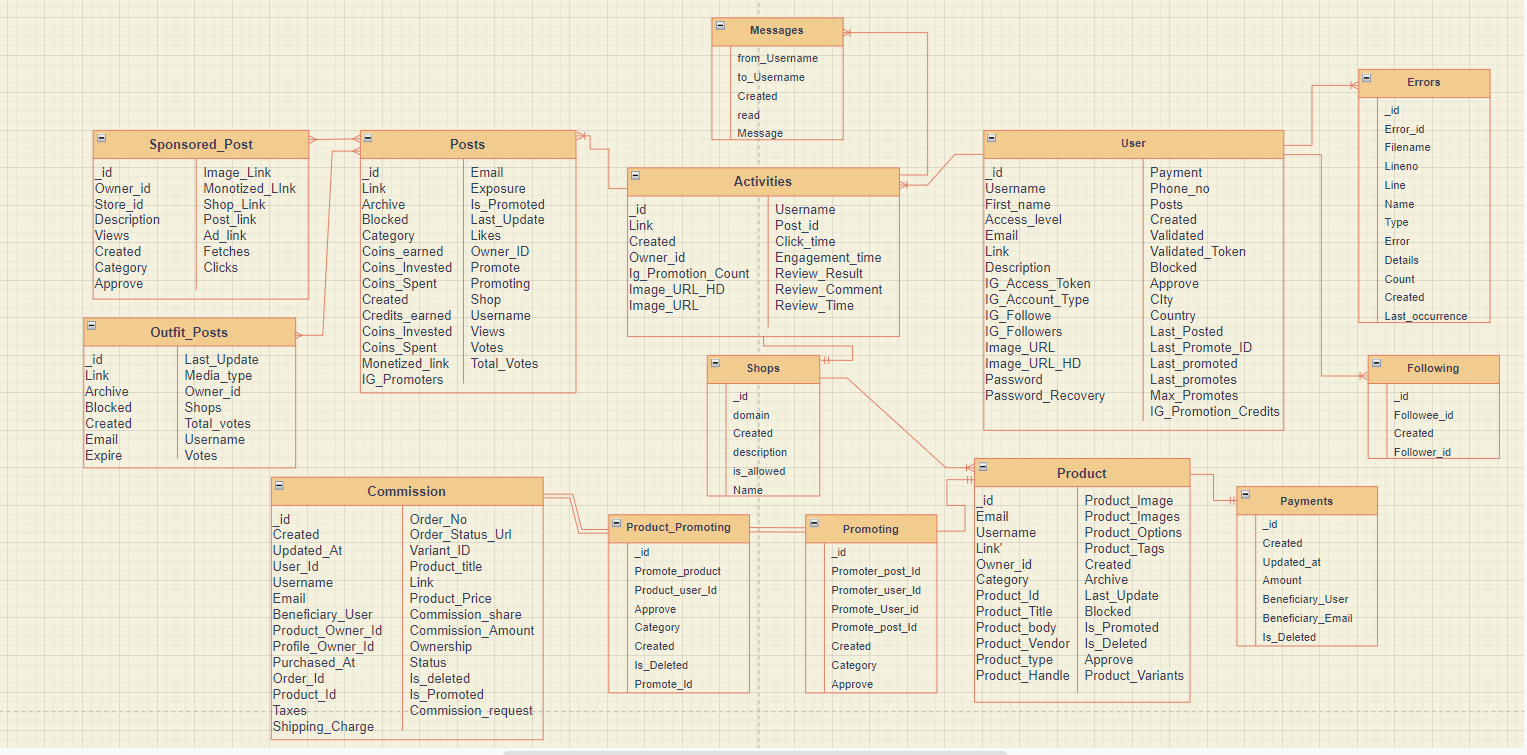 Messages
from_Username
to_Username
Created
read
Message
Errors
_id
Error_id
Filename
Lineno
Line
Name
Type
Error
Details
Count
Created
Last_occurrence
Sponsored_Post
_id
Owner_id
Store_id
Description
Views
Created
Category
Approve
Image_Link
Monotized_LInk
Shop_Link
Post_link
Ad_link
Fetches
Clicks
Posts
_id
Link
Archive
Blocked
Category
Coins_earned
Coins_Invested
Coins_Spent
Created
Credits_earned
Coins_Invested
Coins_Spent
Monetized_link
IG_Promoters
Email
Exposure
Is_Promoted
Last_Update
Likes
Owner_ID
Promote
Promoting
Shop
Username
Views
Votes
Total_Votes
Activities
_id
Link
Created
Owner_id
Ig_Promotion_Count
Image_URL_HD
Image_URL
Username
Post_id
Click_time
Engagement_time
Review_Result
Review_Comment
Review_Time
User
_id
Username
First_name
Access_level
Email
Link
Description
IG_Access_Token
IG_Account_Type
IG_Followe
IG_Followers
Image_URL
Image_URL_HD
Password
Password_Recovery
Payment
Phone_no
Posts
Created
Validated
Validated_Token
Blocked
Approve
CIty
Country
Last_Posted
Last_Promote_ID
Last_promoted
Last_promotes
Max_Promotes
IG_Promotion_Credits
Outfit_Posts
_id
Link
Archive
Blocked
Created
Email
Expire
Last_Update
Media_type
Owner_id
Shops
Total_votes
Username
Votes
Shops
_id
domain
Created
description
is_allowed
Name
Following
_id
Followee_id
Created
Follower_id
Commission
_id
Created
Updated_At
User_Id
Username
Email
Beneficiary_User
Product_Owner_Id
Profile_Owner_Id
Purchased_At
Order_Id
Product_Id
Taxes
Shipping_Charge
Order_No
Order_Status_Url
Variant_ID
Product_title
Link
Product_Price
Commission_share
Commission_Amount
Ownership
Status
Is_deleted
Is_Promoted
Commission_request
Product_Promoting
_id
Promote_product
Product_user_Id
Approve
Category
Created
Is_Deleted
Promote_Id
Promoting
_id
Promoter_post_Id
Promoter_user_Id
Promote_User_id
Promote_post_Id
Created
Category
Approve
Product
_id
Email
Username
Link'
Owner_id
Category
Product_Id
Product_Title
Product_body
Product_Vendor
Product_type
Product_Handle
Product_Image
Product_Images
Product_Options
Product_Tags
Created
Archive
Last_Update
Blocked
Is_Promoted
Is_Deleted
Approve
Product_Variants
Payments
_id
Created
Updated_at
Amount
Beneficiary_User
Beneficiary_Email
Is_Deleted